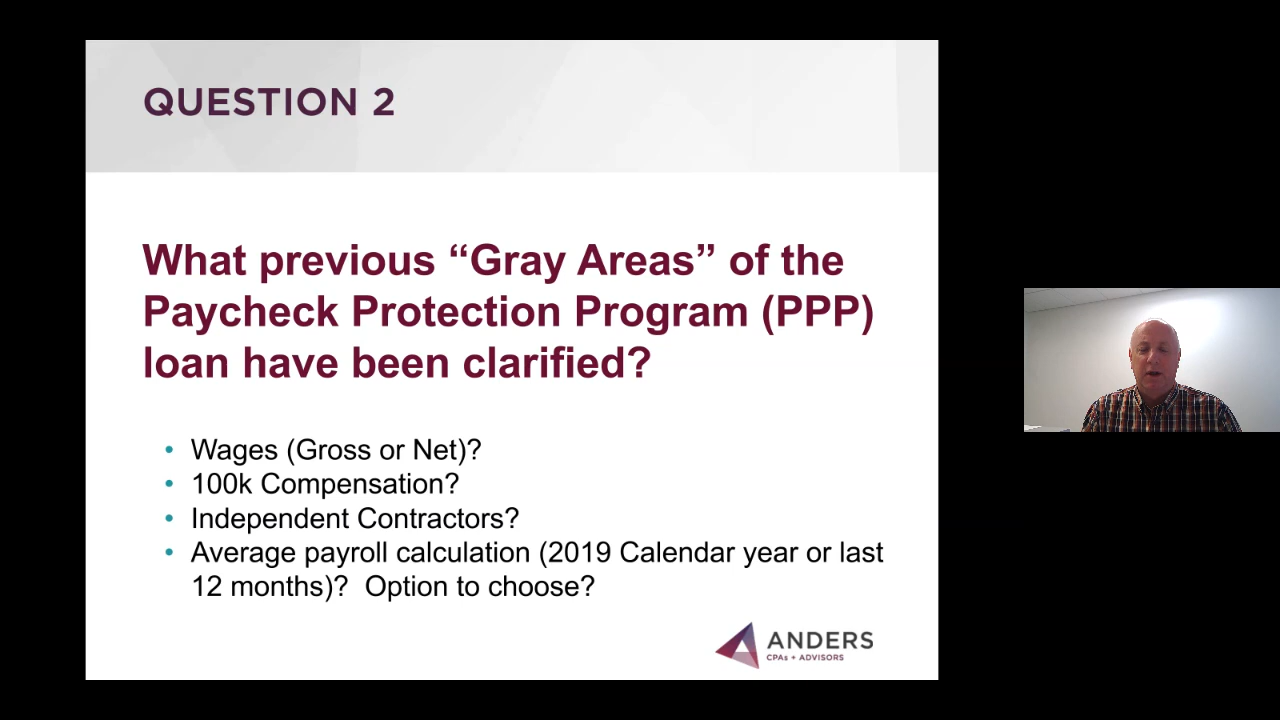 QUESTION 2
What previous “Gray Areas” of the
Paycheck Protection Program (PPP)
loan have been clarified?
• Wages (Gross or Net)?
• 100k Compensation?
• Independent Contractors?
• Average payroll calculation (2019 Calendar year or last
12 months)?  Option to choose?
ANDERS
CPAs + ADVISORS